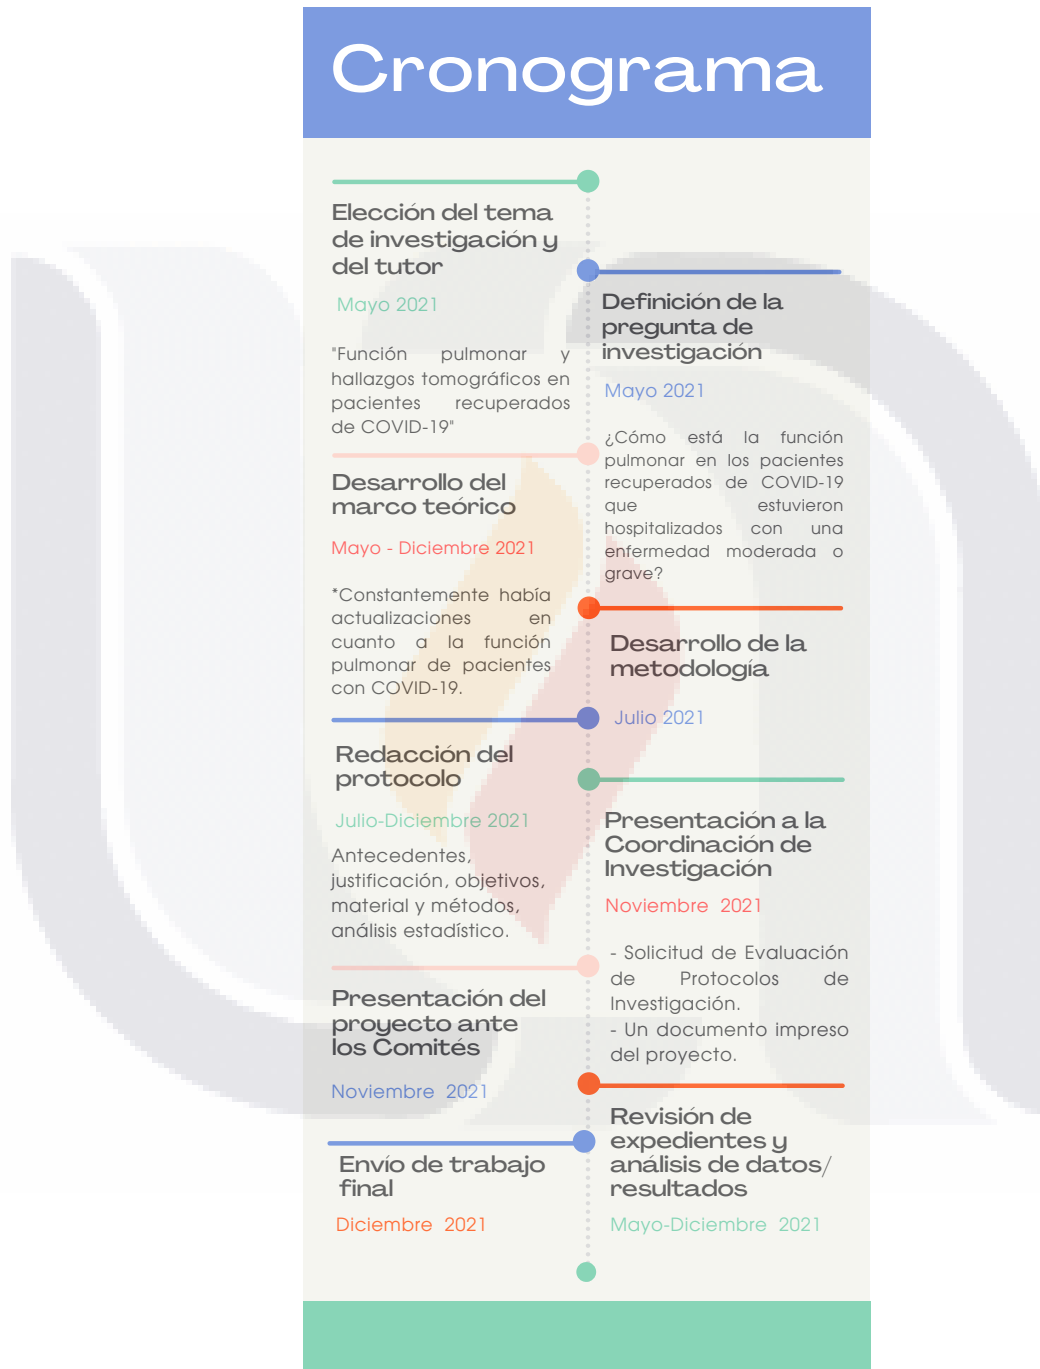 Cronograma
Elección del tema
de investigación y
del tutor
Mayo 2021
"Función pulmonar y
hallazgos tomográficos en
pacientes recuperados
de COVID-19"
Definición de la
pregunta de
investigación
Mayo 2021
¿Cómo está la función
pulmonar en los pacientes
recuperados de COVID-19
que estuvieron
hospitalizados con una
enfermedad moderada o
grave?
Desarrollo del
marco teórico
Mayo - Diciembre 2021
*Constantemente había
actualizaciones en
cuanto a la función
pulmonar de pacientes
con COVID-19.
Desarrollo de la
metodología
Julio 2021
Redacción del
protocolo
Julio-Diciembre 2021
Antecedentes,
justificación, objetivos,
material y métodos,
análisis estadístico.
Presentación a la
Coordinación de
Investigación
Noviembre 2021
- Solicitud de Evaluación
de Protocolos de
Investigación.
- Un documento impreso
del proyecto.
Presentación del
proyecto ante
los Comités
Noviembre 2021
Revisión de
expedientes y
análisis de datos/
resultados
Mayo-Diciembre 2021
Envío de trabajo
final
Diciembre 2021